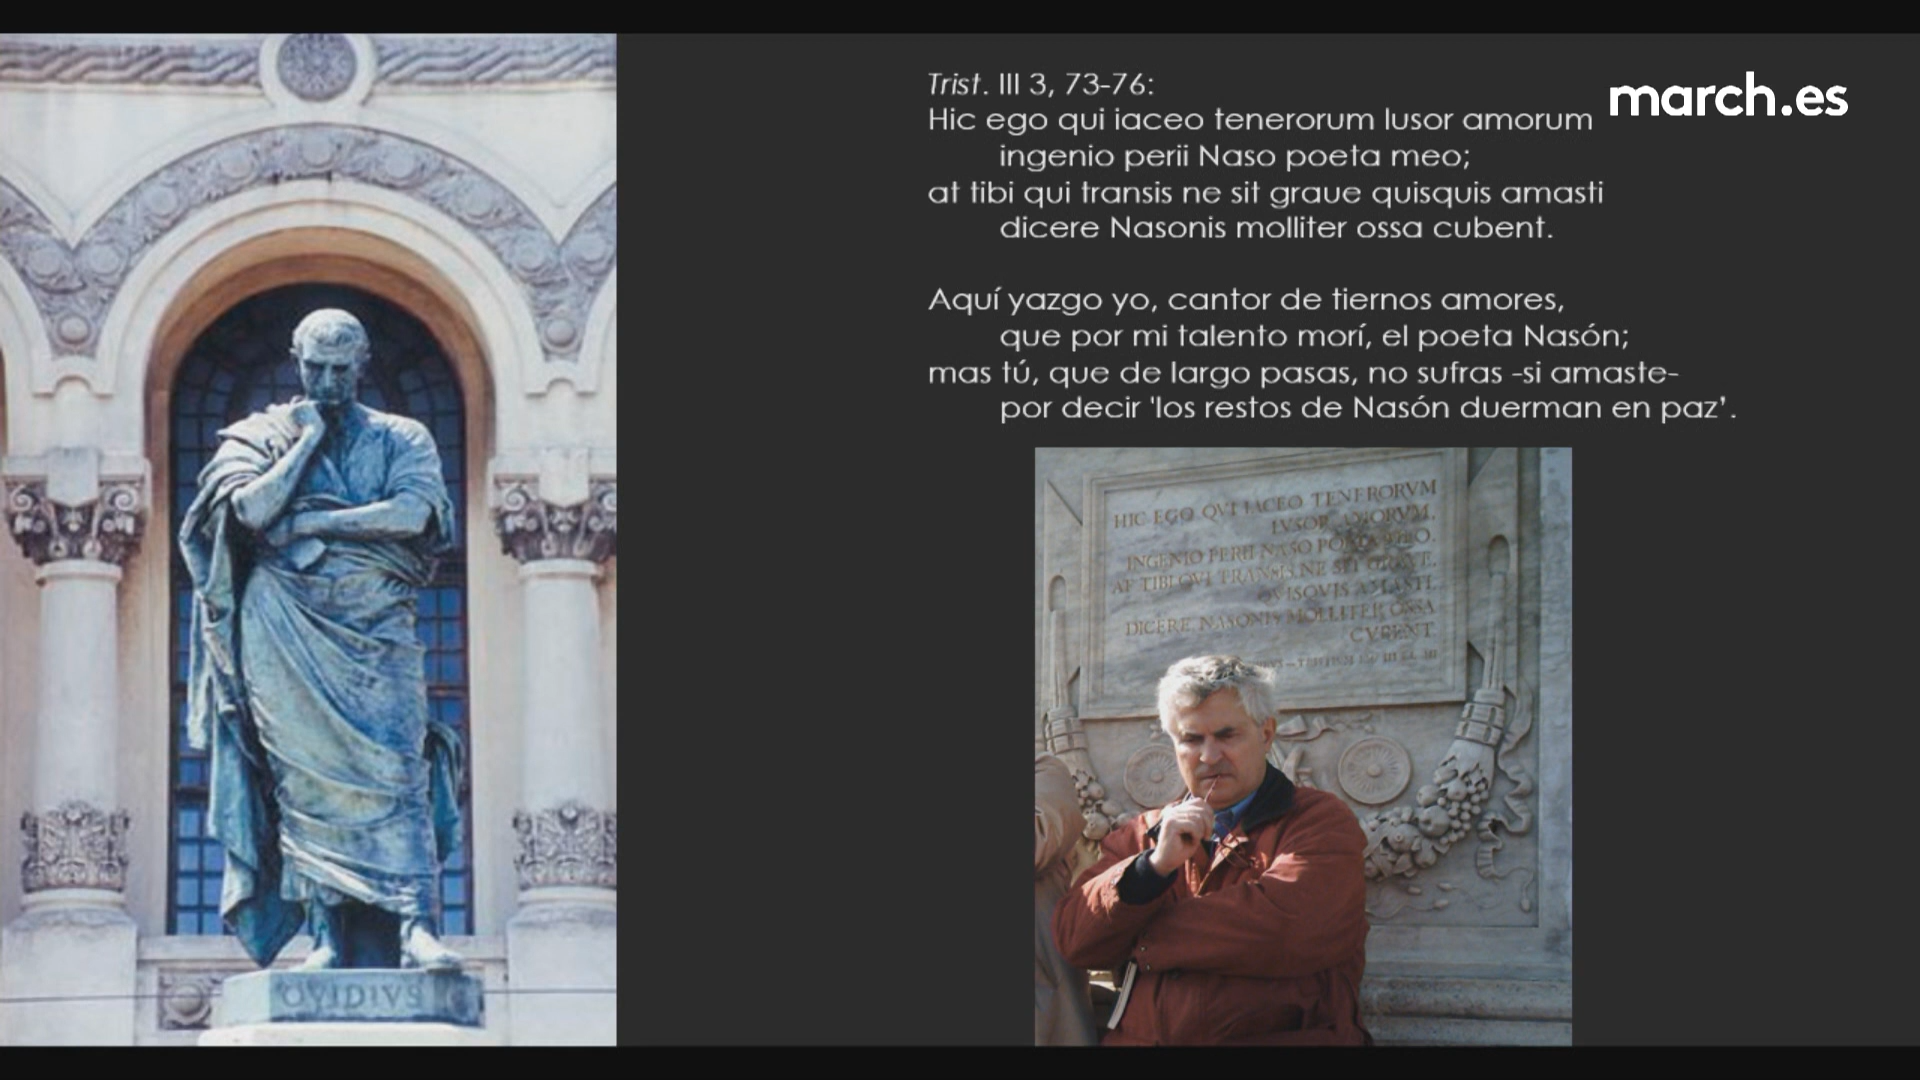 Trist. III 3, 73-76:
Hic ego qui iaceo tenerorum lusor amorum
ingenio perii Naso poeta meo;
at tibi qui transis ne sit graue quisquis amasti
dicere Nasonis molliter ossa cubent.
Aquí yazgo yo, cantor de tiernos amores,
que por mi talento morí, el poeta Nasón;
mas tú, que de largo pasas, no sufras -si amaste-
por decir 'los restos de Nasón duerman en paz'.
march.es
HIC EGO QVI IACEO TENERORVM
LVSOR AMORVM.
INGENIO PERII NASO POETA MEO.
AT TIBI QVI TRANSIS NE SIT GRAVE.
QVISQVIS AMASTI.
DICERE NASONIS MOLLITER OSSA
CVBENT.
OVIDIVS